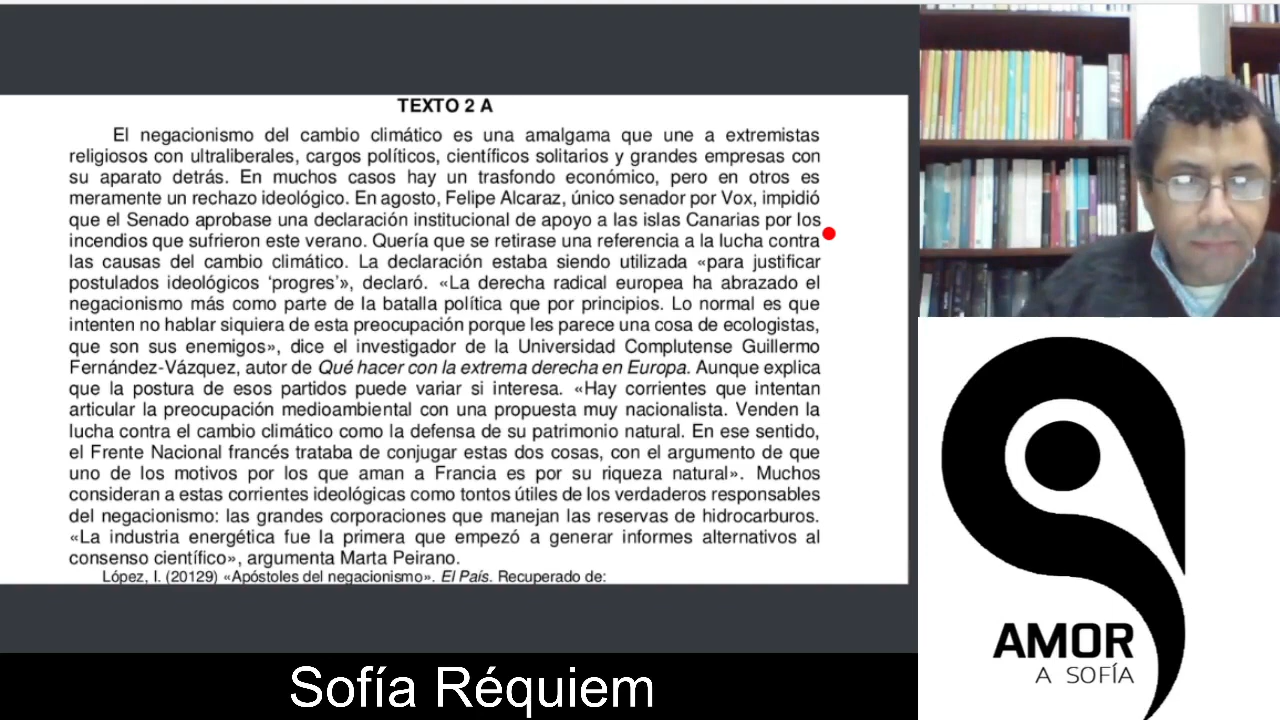 TEXTO 2 A
El negacionismo del cambio climático es una amalgama que une a extremistas
religiosos con ultraliberales, cargos políticos, científicos solitarios y grandes empresas con
su aparato detrás. En muchos casos hay un trasfondo económico, pero en otros es
meramente un rechazo ideológico. En agosto, Felipe Alcaraz, único senador por Vox, impidió
que el Senado aprobase una declaración institucional de apoyo a las islas Canarias por los
incendios que sufrieron este verano. Quería que se retirase una referencia a la lucha contra
las causas del cambio climático. La declaración estaba siendo utilizada «para justificar
postulados ideológicos ‘progres’», declaró. «La derecha radical europea ha abrazado el
negacionismo más como parte de la batalla política que por principios. Lo normal es que
intenten no hablar siquiera de esta preocupación porque les parece una cosa de ecologistas,
que son sus enemigos», dice el investigador de la Universidad Complutense Guillermo
Fernández-Vázquez, autor de Qué hacer con la extrema derecha en Europa. Aunque explica
que la postura de esos partidos puede variar si interesa. «Hay corrientes que intentan
articular la preocupación medioambiental con una propuesta muy nacionalista. Venden la
lucha contra el cambio climático como la defensa de su patrimonio natural. En ese sentido,
el Frente Nacional francés trataba de conjugar estas dos cosas, con el argumento de que
uno de los motivos por los que aman a Francia es por su riqueza natural». Muchos
consideran a estas corrientes ideológicas como tontos útiles de los verdaderos responsables
del negacionismo: las grandes corporaciones que manejan las reservas de hidrocarburos.
«La industria energética fue la primera que empezó a generar informes alternativos al
consenso científico», argumenta Marta Peirano.
López, I. (20129) «Apóstoles del negacionismo». El País. Recuperado de:
AMOR
A SOFÍA
Sofía Réquiem